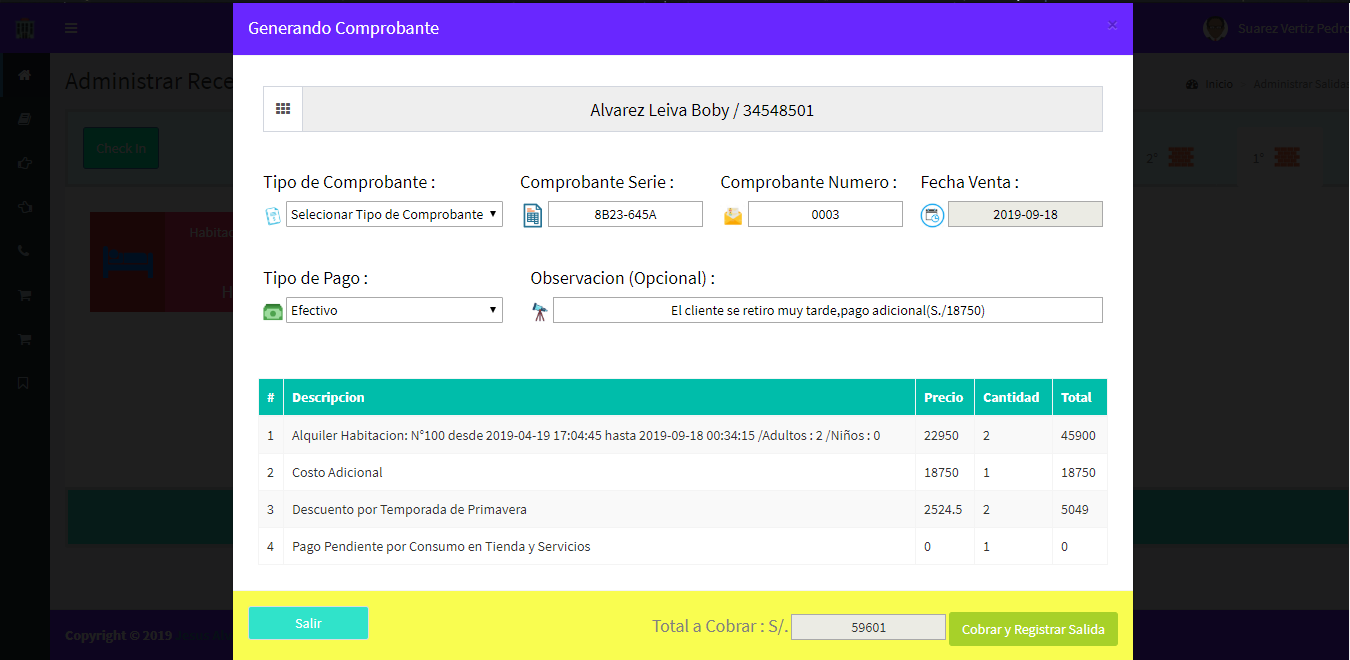 Generando Comprobante ×
Suarez Vertiz Pedro
Administrar Rece
Inicio / Administrar Salidas
Check In
2°
1°
Habitac
H
Alvarez Leiva Boby / 34548501
Tipo de Comprobante : Comprobante Serie : Comprobante Numero : Fecha Venta :
Selecionar Tipo de Comprobante 8B23-645A 0003 2019-09-18
Tipo de Pago : Observacion (Opcional) :
Efectivo El cliente se retiro muy tarde,pago adicional(S./18750)
# Descripcion Precio Cantidad Total
1 Alquiler Habitacion: N°100 desde 2019-04-19 17:04:45 hasta 2019-09-18 00:34:15 /Adultos : 2 /Niños : 0 22950 2 45900
2 Costo Adicional 18750 1 18750
3 Descuento por Temporada de Primavera 2524.5 2 5049
4 Pago Pendiente por Consumo en Tienda y Servicios 0 1 0
Salir Total a Cobrar : S/. 59601 Cobrar y Registrar Salida
Copyright © 2019